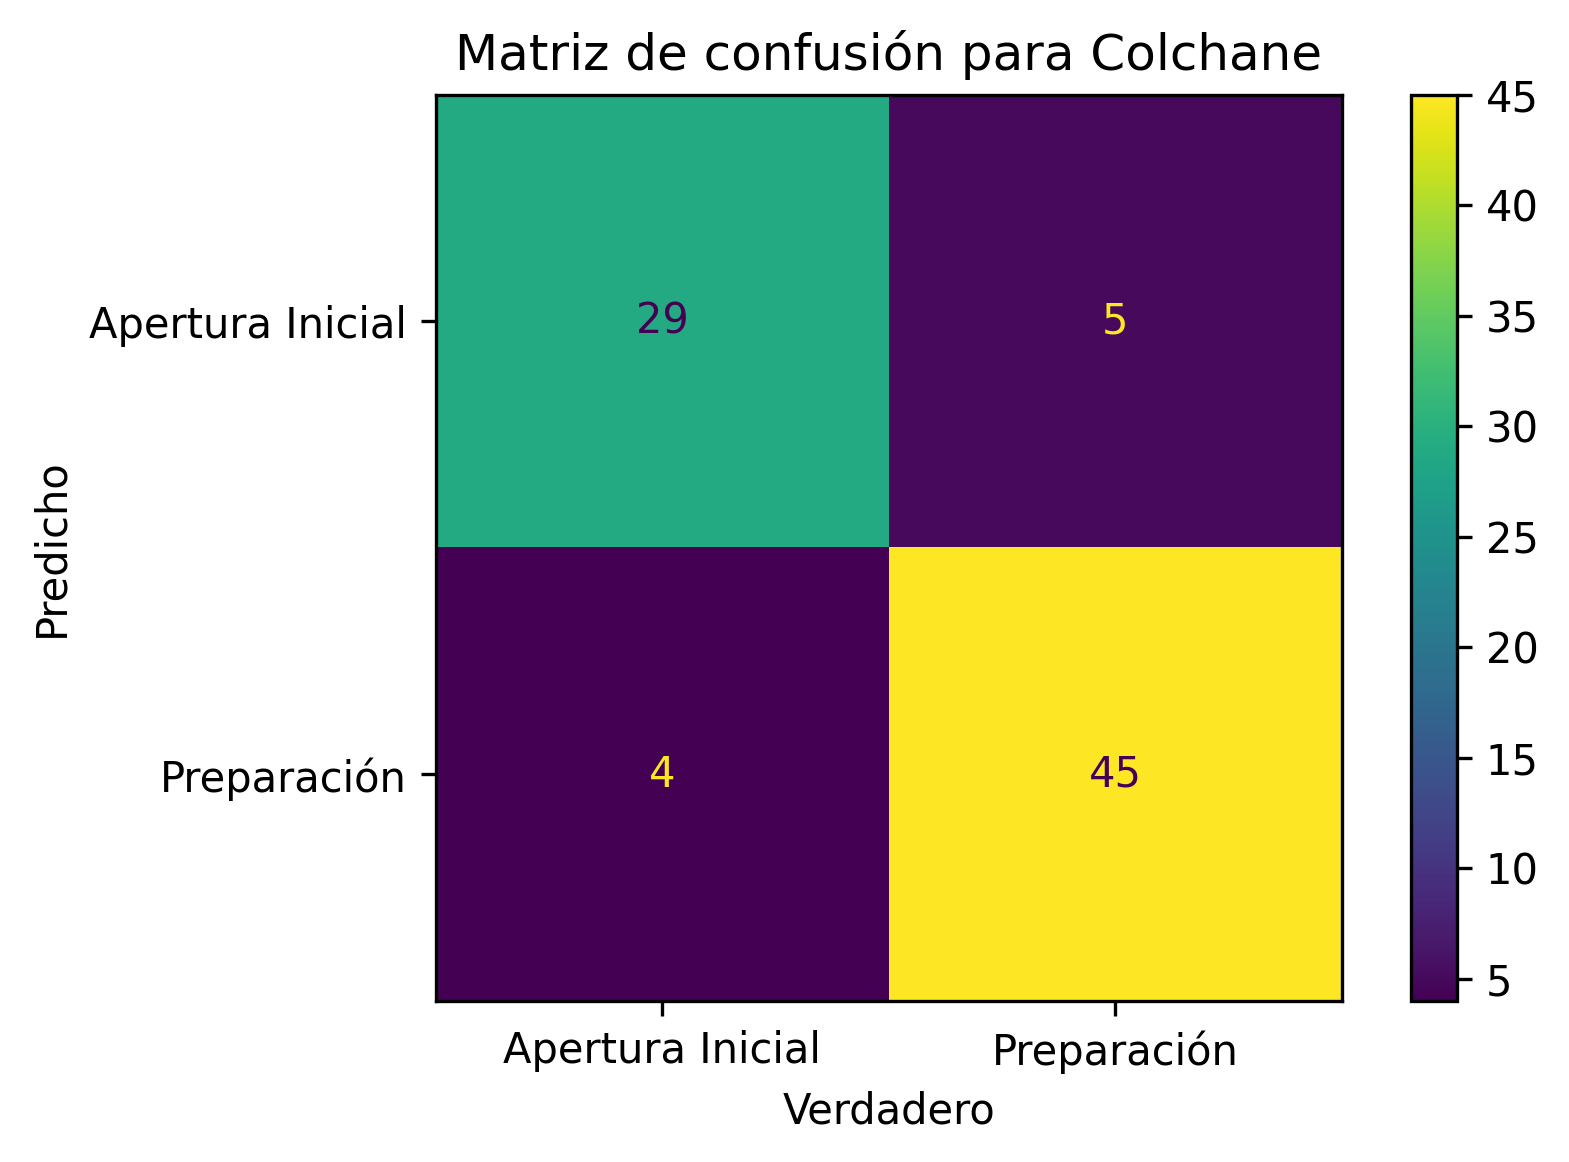 Matriz de confusión para Colchane
Predicho
Apertura Inicial
Preparación
29
5
4
45
Apertura Inicial
Preparación
Verdadero
45
40
35
30
25
20
15
10
5